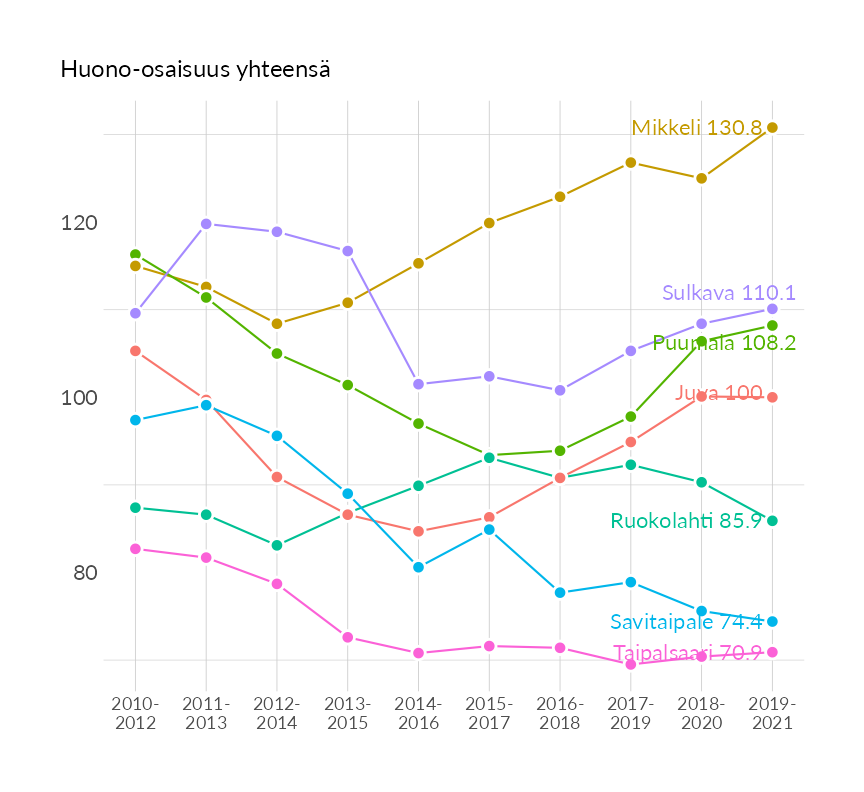 Huono-osaisuus yhteensä
Mikkeli 130.8
120
Sulkava 110.1
Puumala 108.2
Juva 100
100
Ruokolahti 85.9
80
Savitaipale 74.4
Taipalsaari 70.9
2010- 2011- 2012- 2013- 2014- 2015- 2016- 2017- 2018- 2019-
2012 2013 2014 2015 2016 2017 2018 2019 2020 2021